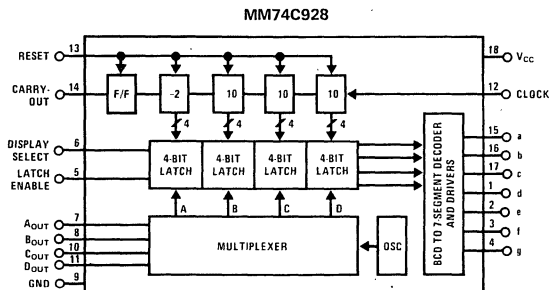 MM74C928
RESET 13
18 VCC
CARRY-OUT 14
F/F -2 10 10 10
12 CLOCK
4 4 4 4
DISPLAY SELECT 6
LATCH ENABLE 5
4-BIT LATCH 4-BIT LATCH 4-BIT LATCH 4-BIT LATCH
BCD TO 7-SEGMENT DECODER AND DRIVERS
15 a
16 b
17 c
1 d
2 e
3 f
4 g
A B C D
AOUT 7
BOUT 8
COUT 10
DOUT 11
MULTIPLEXER
OSC
GND 9